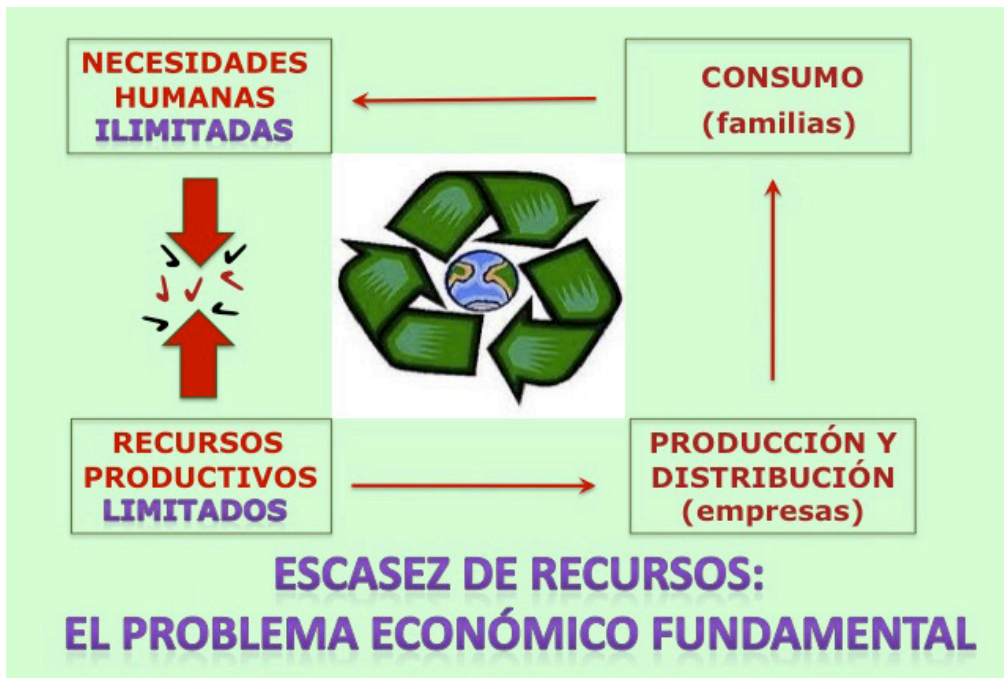 NECESIDADES
HUMANAS
ILIMITADAS
CONSUMO
(familias)
RECURSOS
PRODUCTIVOS
LIMITADOS
PRODUCCIÓN Y
DISTRIBUCIÓN
(empresas)
ESCASEZ DE RECURSOS:
EL PROBLEMA ECONÓMICO FUNDAMENTAL